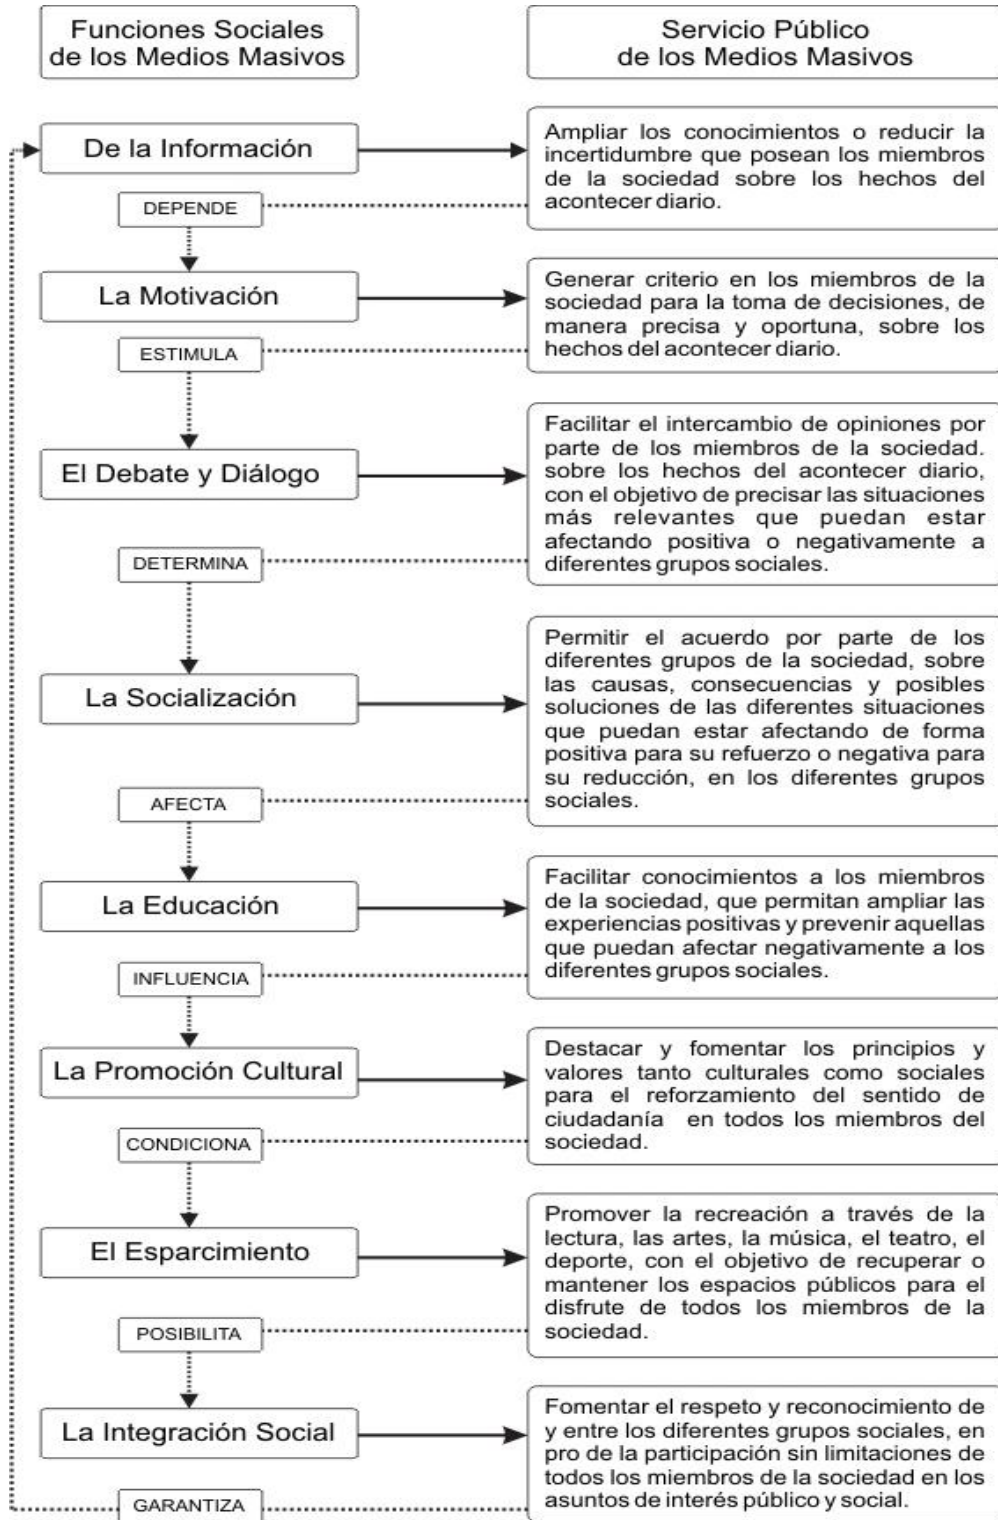 Funciones Sociales
de los Medios Masivos
Servicio Público
de los Medios Masivos
De la Información
Ampliar los conocimientos o reducir la
incertidumbre que posean los miembros
de la sociedad sobre los hechos del
acontecer diario.
DEPENDE
La Motivación
Generar criterio en los miembros de la
sociedad para la toma de decisiones, de
manera precisa y oportuna, sobre los
hechos del acontecer diario.
ESTIMULA
El Debate y Diálogo
Facilitar el intercambio de opiniones por
parte de los miembros de la sociedad.
sobre los hechos del acontecer diario,
con el objetivo de precisar las situaciones
más relevantes que puedan estar
afectando positiva o negativamente a
diferentes grupos sociales.
DETERMINA
La Socialización
Permitir el acuerdo por parte de los
diferentes grupos de la sociedad, sobre
las causas, consecuencias y posibles
soluciones de las diferentes situaciones
que puedan estar afectando de forma
positiva para su refuerzo o negativa para
su reducción, en los diferentes grupos
sociales.
AFECTA
La Educación
Facilitar conocimientos a los miembros
de la sociedad, que permitan ampliar las
experiencias positivas y prevenir aquellas
que puedan afectar negativamente a los
diferentes grupos sociales.
INFLUENCIA
La Promoción Cultural
Destacar y fomentar los principios y
valores tanto culturales como sociales
para el reforzamiento del sentido de
ciudadanía en todos los miembros del
sociedad.
CONDICIONA
El Esparcimiento
Promover la recreación a través de la
lectura, las artes, la música, el teatro, el
deporte, con el objetivo de recuperar o
mantener los espacios públicos para el
disfrute de todos los miembros de la
sociedad.
POSIBILITA
La Integración Social
Fomentar el respeto y reconocimiento de
y entre los diferentes grupos sociales, en
pro de la participación sin limitaciones de
todos los miembros de la sociedad en los
asuntos de interés público y social.
GARANTIZA